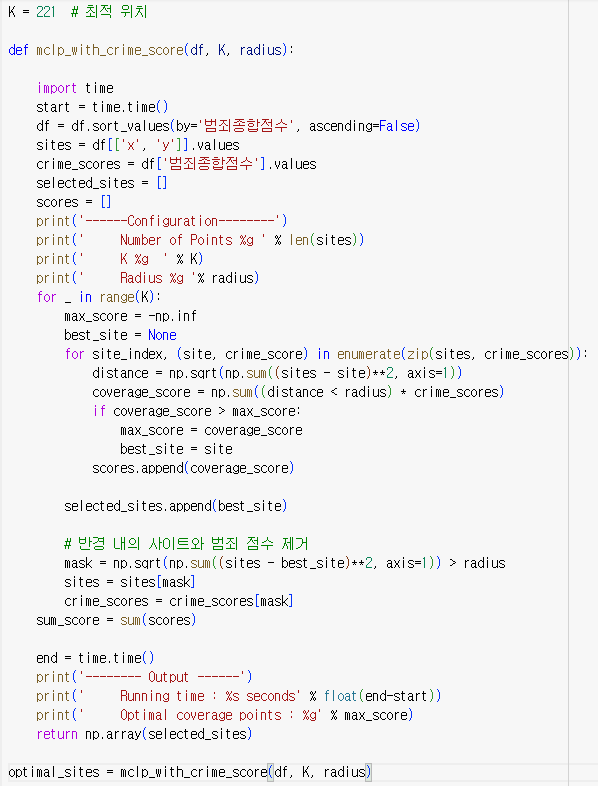 K = 221  # 최적 위치

def mclp_with_crime_score(df, K, radius):

    import time
    start = time.time()
    df = df.sort_values(by='범죄종합점수', ascending=False)
    sites = df[['x', 'y']].values
    crime_scores = df['범죄종합점수'].values
    selected_sites = []
    scores = []
    print('------Configuration--------')
    print('     Number of Points %g ' % len(sites))
    print('     K %g  ' % K)
    print('     Radius %g '% radius)
    for _ in range(K):
        max_score = -np.inf
        best_site = None
        for site_index, (site, crime_score) in enumerate(zip(sites, crime_scores)):
            distance = np.sqrt(np.sum((sites - site)**2, axis=1))
            coverage_score = np.sum((distance < radius) * crime_scores)
            if coverage_score > max_score:
                max_score = coverage_score
                best_site = site
            scores.append(coverage_score)

        selected_sites.append(best_site)

        # 반경 내의 사이트와 범죄 점수 제거
        mask = np.sqrt(np.sum((sites - best_site)**2, axis=1)) > radius
        sites = sites[mask]
        crime_scores = crime_scores[mask]
    sum_score = sum(scores)

    end = time.time()
    print('-------- Output ------')
    print('     Running time : %s seconds' % float(end-start))
    print('     Optimal coverage points : %g' % max_score)
    return np.array(selected_sites)

optimal_sites = mclp_with_crime_score(df, K, radius)